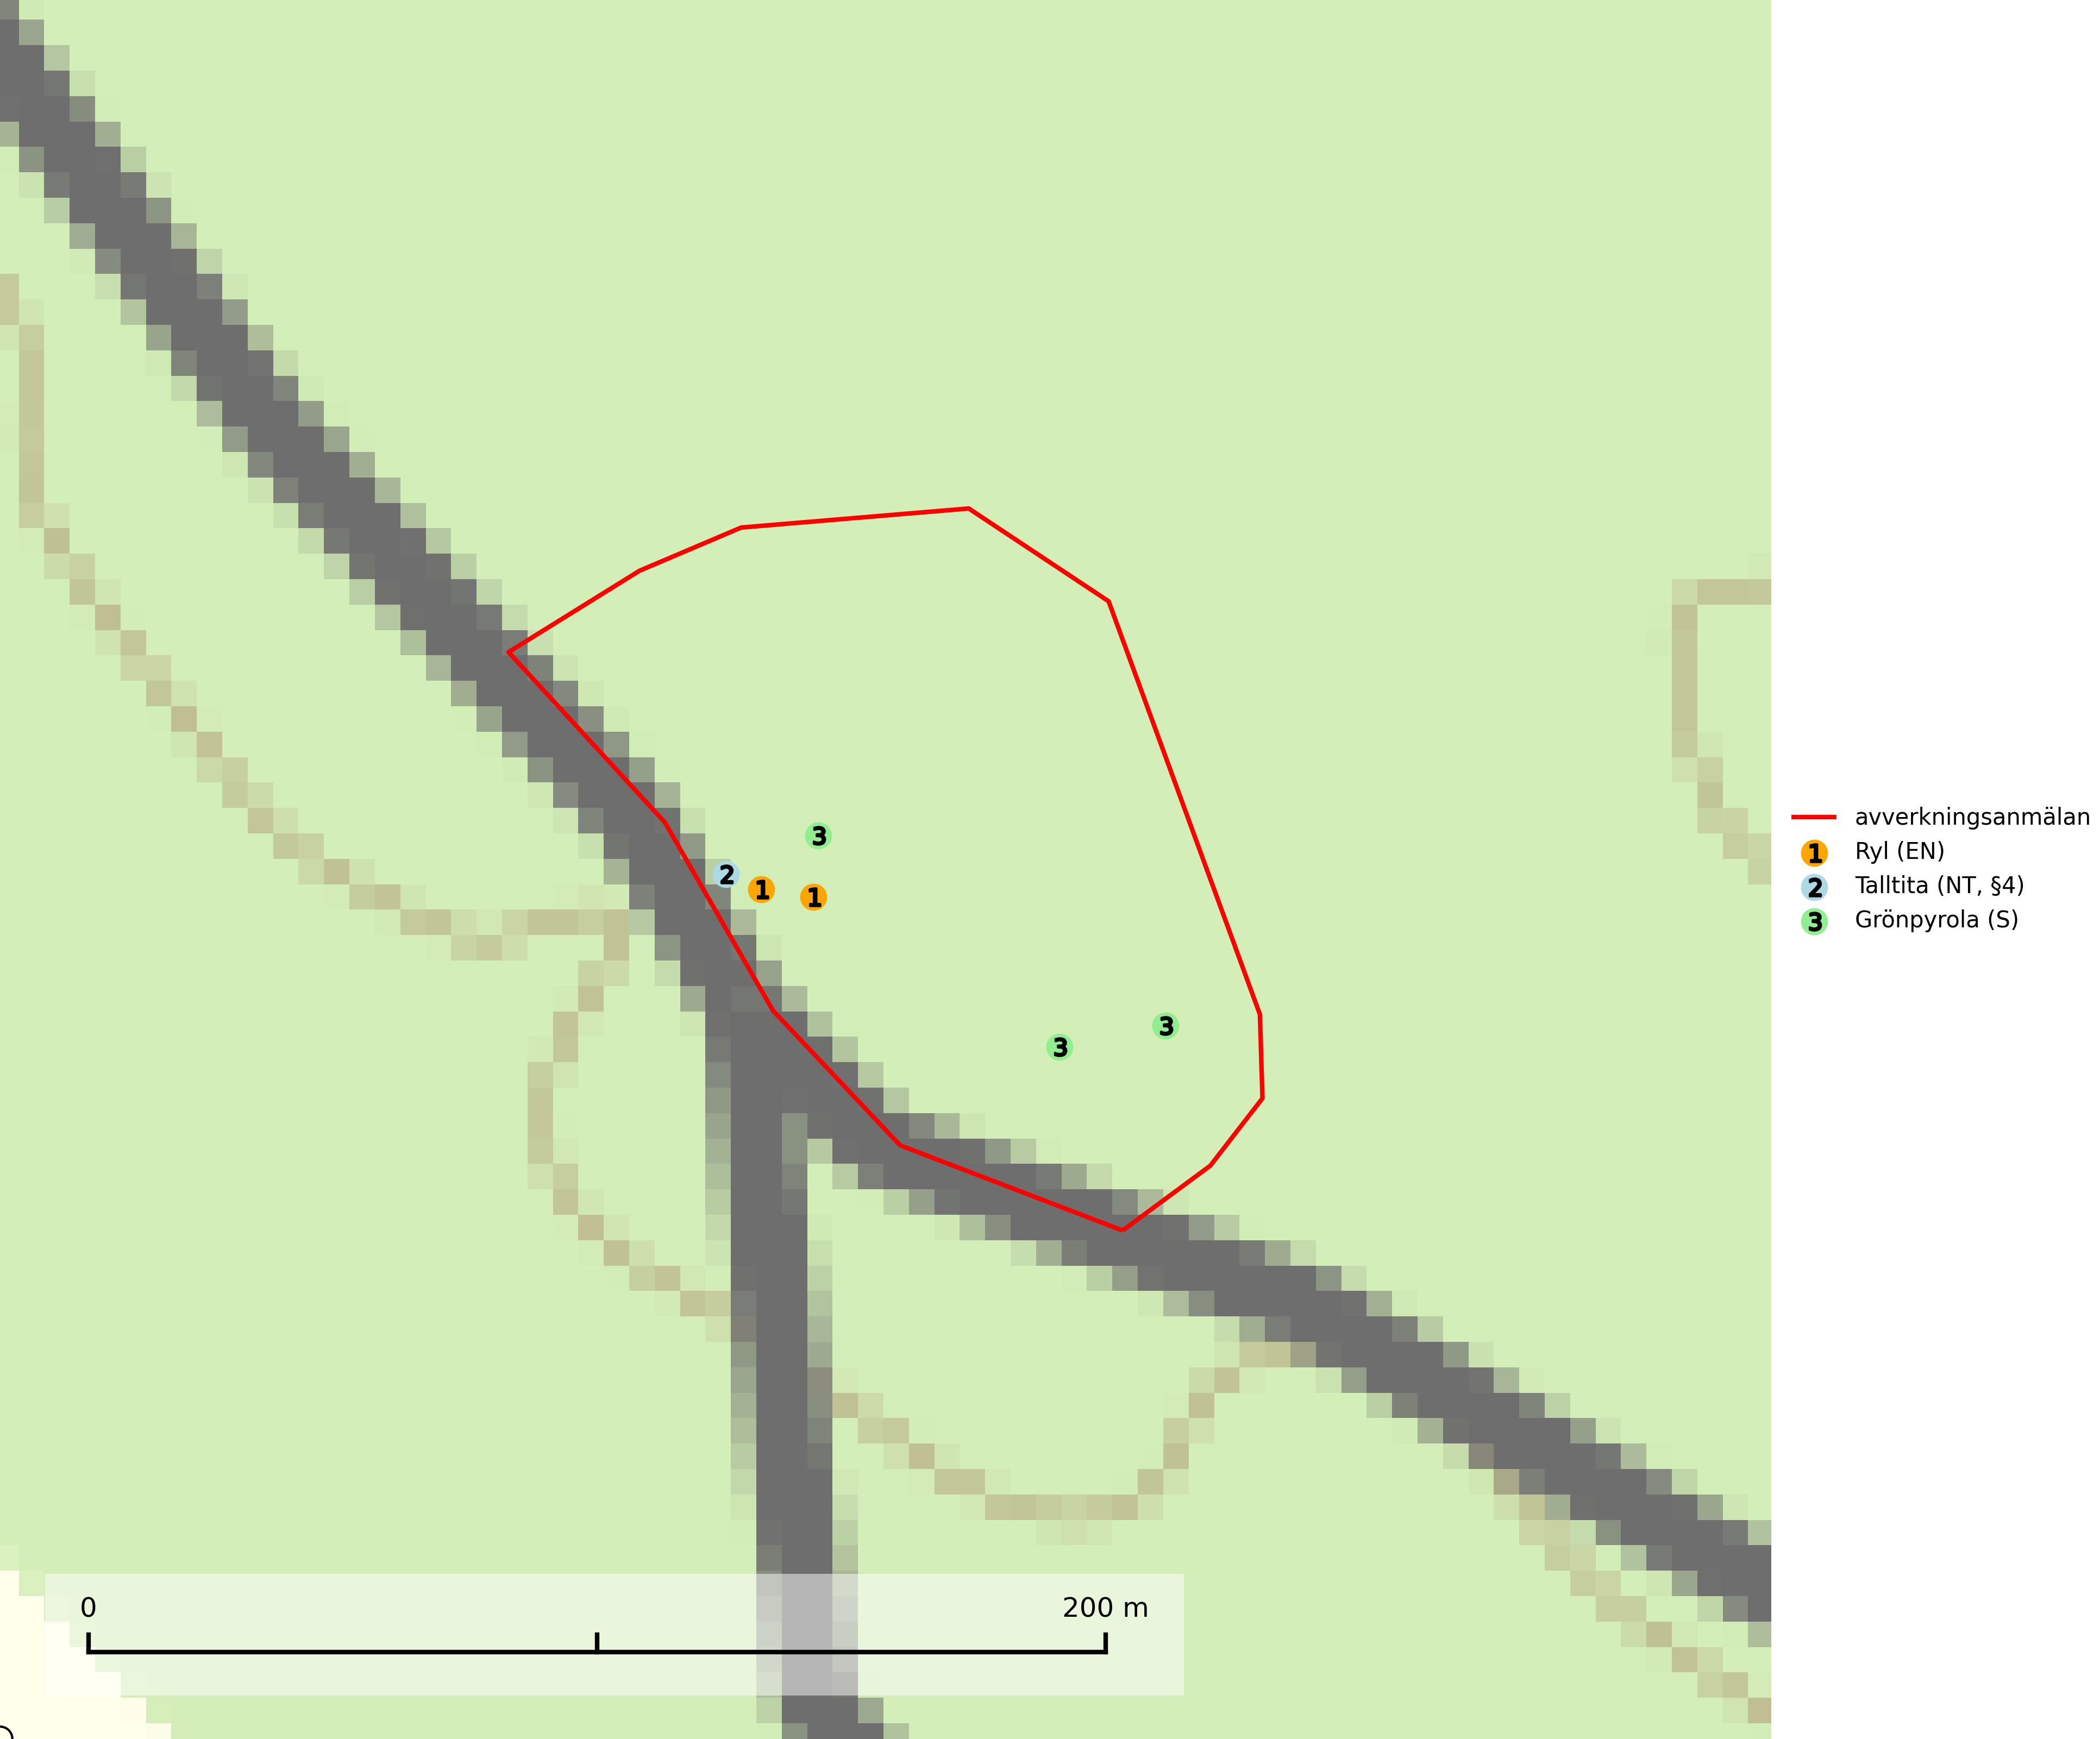 3
2
1
1
3
3
avverkningsanmälan
1 Ryl (EN)
2 Talltita (NT, §4)
3 Grönpyrola (S)
0 200 m